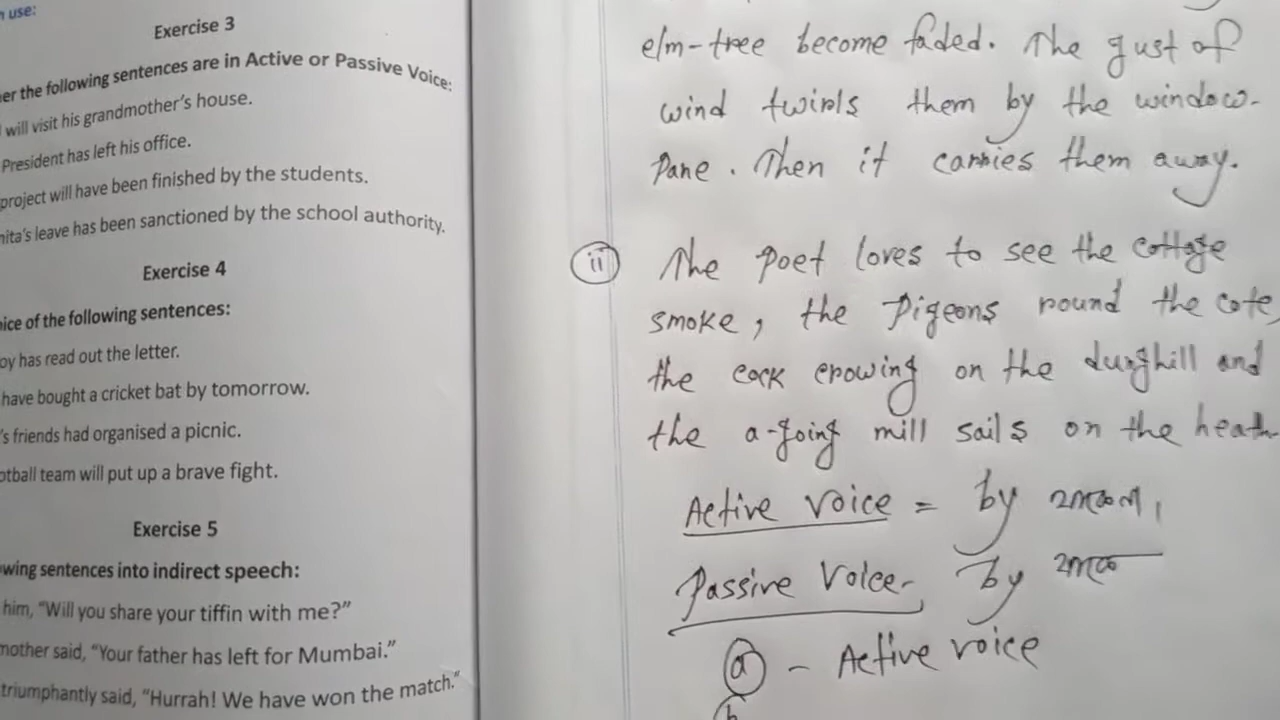 n use:
Exercise 3
er the following sentences are in Active or Passive Voice:
will visit his grandmother's house.
President has left his office.
project will have been finished by the students.
nita's leave has been sanctioned by the school authority.
Exercise 4
ice of the following sentences:
oy has read out the letter.
have bought a cricket bat by tomorrow.
's friends had organised a picnic.
otball team will put up a brave fight.
Exercise 5
wing sentences into indirect speech:
him, "Will you share your tiffin with me?"
mother said, "Your father has left for Mumbai."
triumphantly said, "Hurrah! We have won the match."
elm-tree become faded. The gust of
wind twirls them by the window-
pane. Then it carries them away.
ii The poet loves to see the cottage
smoke, the Pigeons round the cote,
the cock crowing on the dunghill and
the a-going mill sails on the heath
Active voice = by
Passive Voice- by
a - Active voice
b